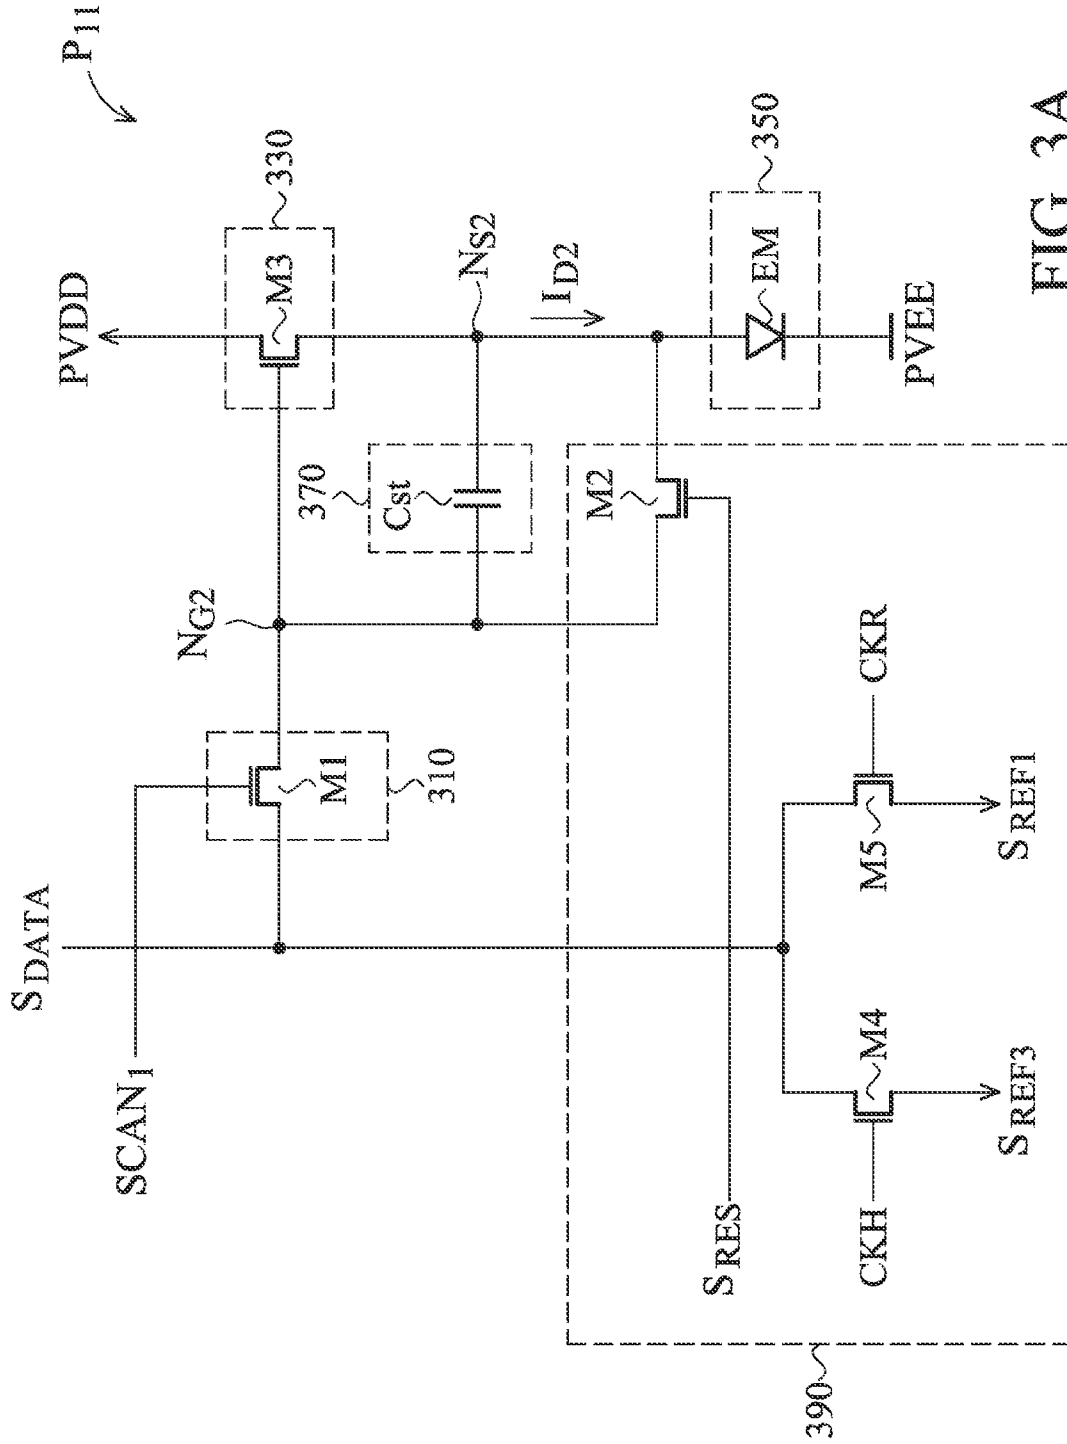 P11
PVDD
330
M3
NS2
ID2
350
EM
PVEE
370
Cst
M2
NG2
SDATA
SCAN1
M1
310
SRES
CKH
M4
SREF3
M5
CKR
SREF1
390
FIG 3A